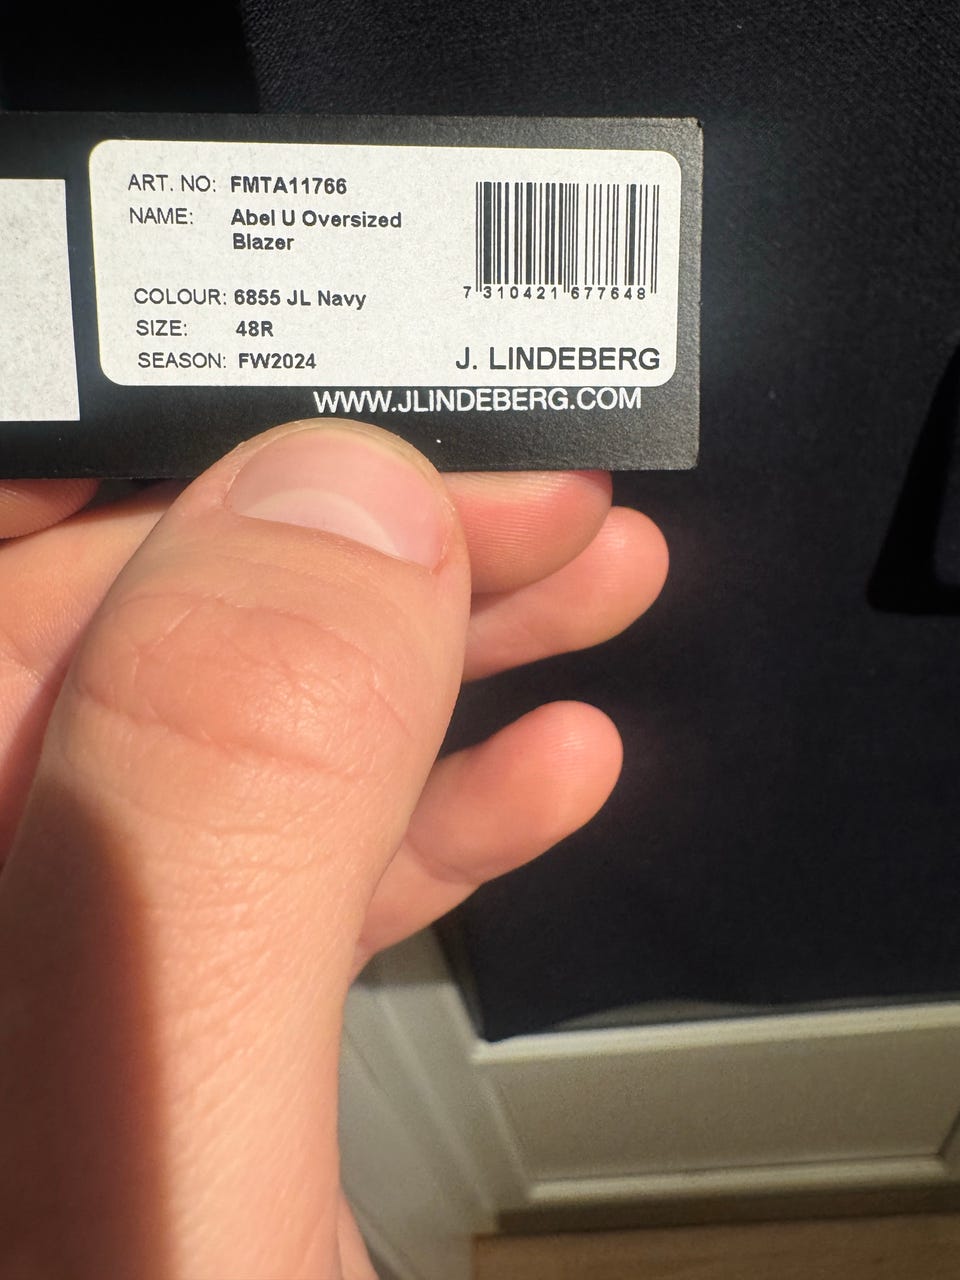 ART. NO: FMTA11766
NAME: Abel U Oversized
Blazer
COLOUR: 6855 JL Navy
SIZE: 48R
SEASON: FW2024
7 310421 677648
J. LINDEBERG
WWW.JLINDEBERG.COM